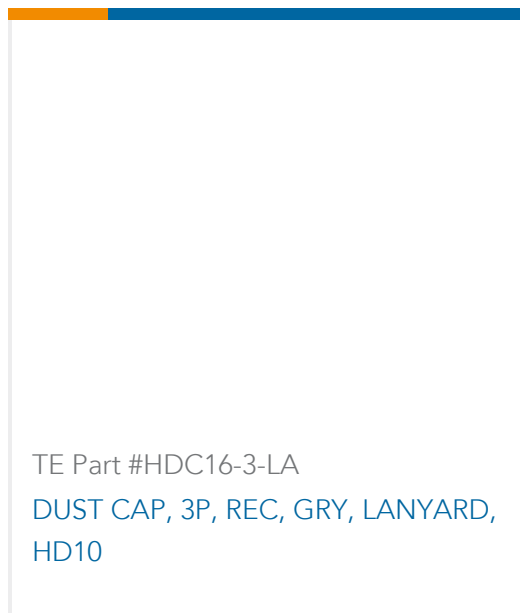 TE Part #HDC16-3-LA
DUST CAP, 3P, REC, GRY, LANYARD,
HD10